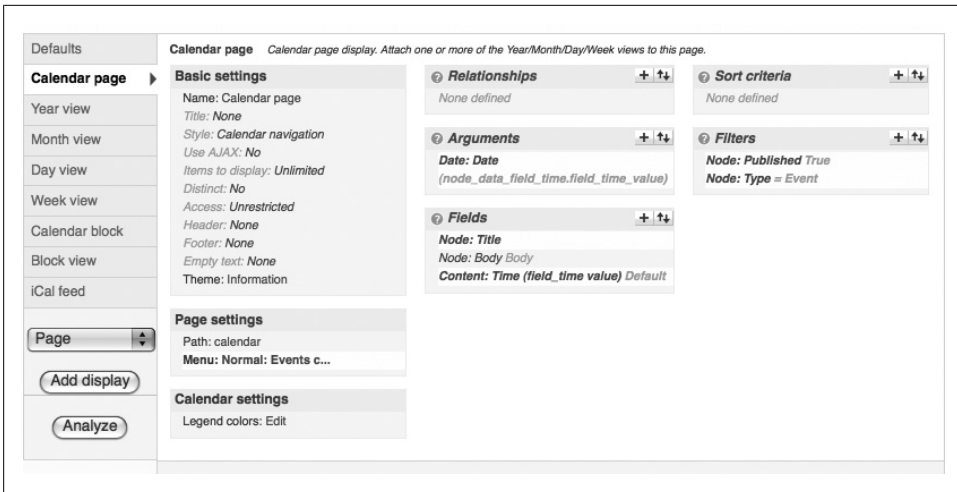 Defaults
Calendar page
Year view
Month view
Day view
Week view
Calendar block
Block view
iCal feed
Page
Add display
Analyze
Calendar page Calendar page display. Attach one or more of the Year/Month/Day/Week views to this page.
Basic settings
Name: Calendar page
Title: None
Style: Calendar navigation
Use AJAX: No
Items to display: Unlimited
Distinct: No
Access: Unrestricted
Header: None
Footer: None
Empty text: None
Theme: Information
Page settings
Path: calendar
Menu: Normal: Events c...
Calendar settings
Legend colors: Edit
Relationships
None defined
Arguments
Date: Date
(node_data_field_time.field_time_value)
Fields
Node: Title
Node: Body Body
Content: Time (field_time value) Default
Sort criteria
None defined
Filters
Node: Published True
Node: Type = Event